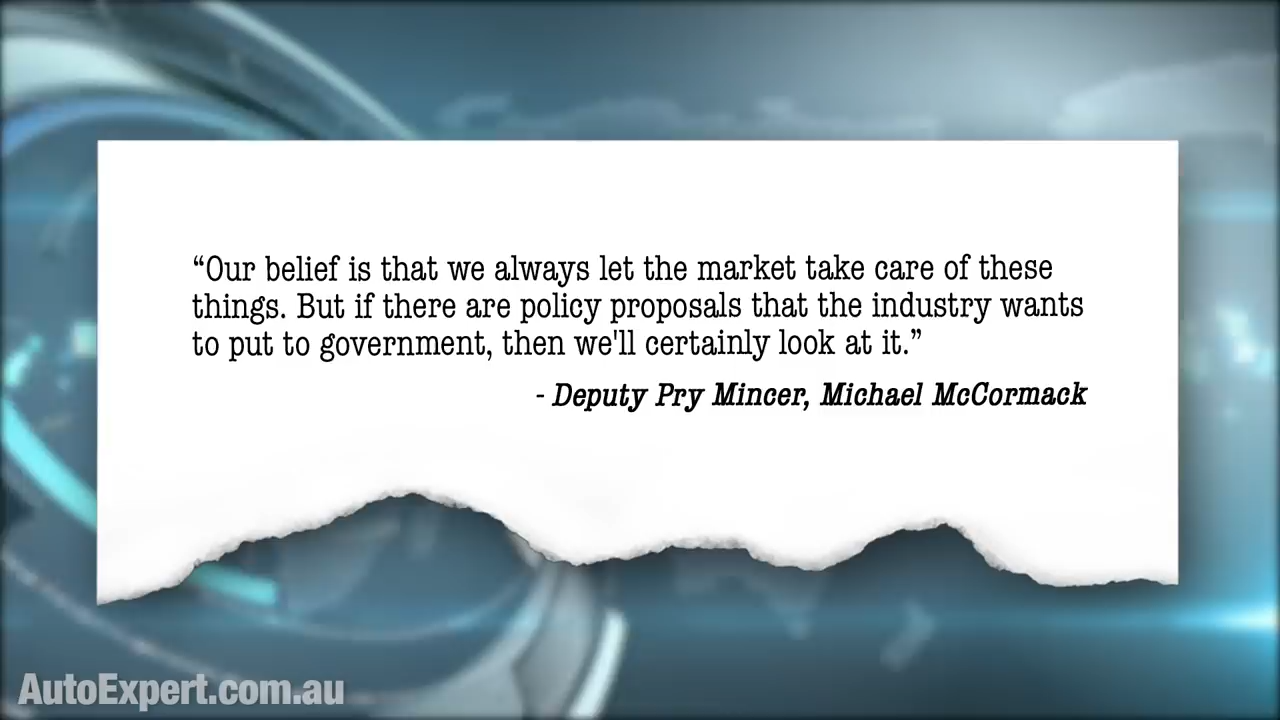 “Our belief is that we always let the market take care of these
things. But if there are policy proposals that the industry wants
to put to government, then we'll certainly look at it.”
- Deputy Pry Mincer, Michael McCormack
AutoExpert.com.au